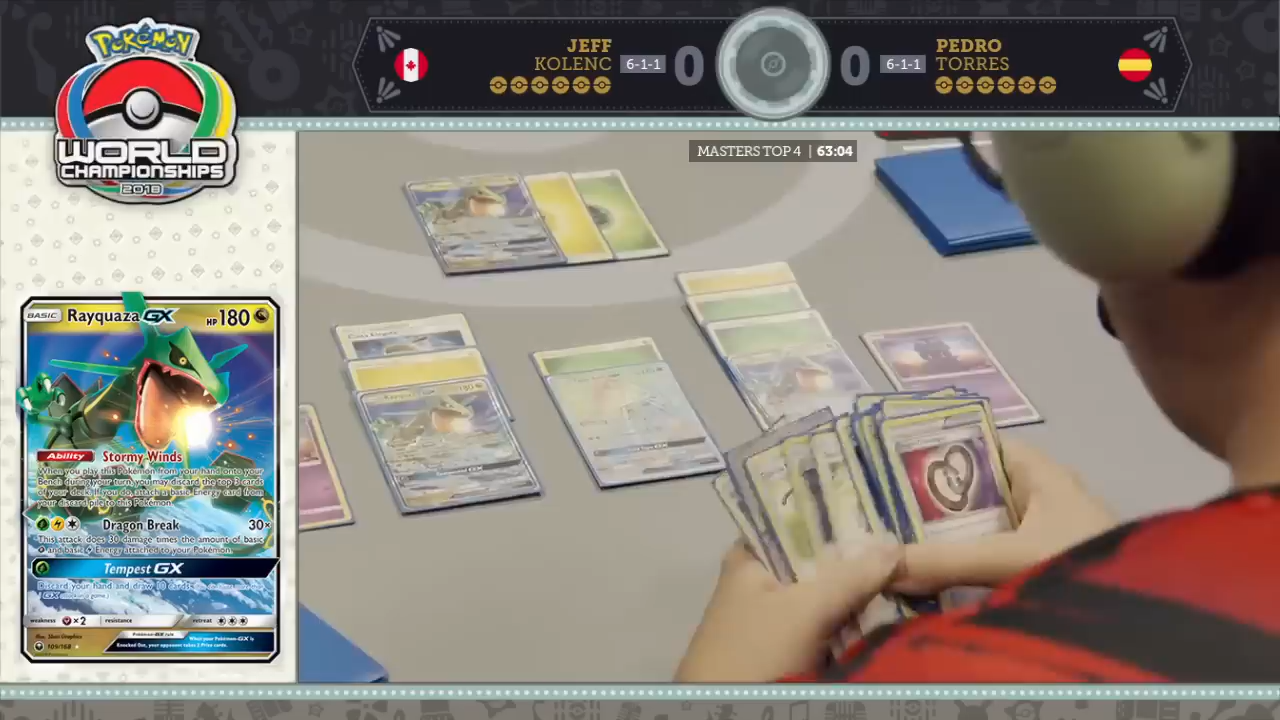 JEFF
KOLENC
6-1-1
0
0
6-1-1
PEDRO
TORRES
Pokémon
WORLD
CHAMPIONSHIPS
2018
MASTERS TOP 4 | 63:04
BASIC Rayquaza GX HP 180
Ability Stormy Winds
When you play this Pokémon from your hand onto your
Bench during your turn, you may discard the top 3 cards
of your deck. If you do, attach a basic Energy card from
your discard pile to this Pokémon.
Dragon Break 30×
This attack does 30 damage times the amount of basic
and basic Energy attached to your Pokémon.
Tempest GX
Discard your hand and draw 10 cards.
weakness ×2 resistance retreat
109/168